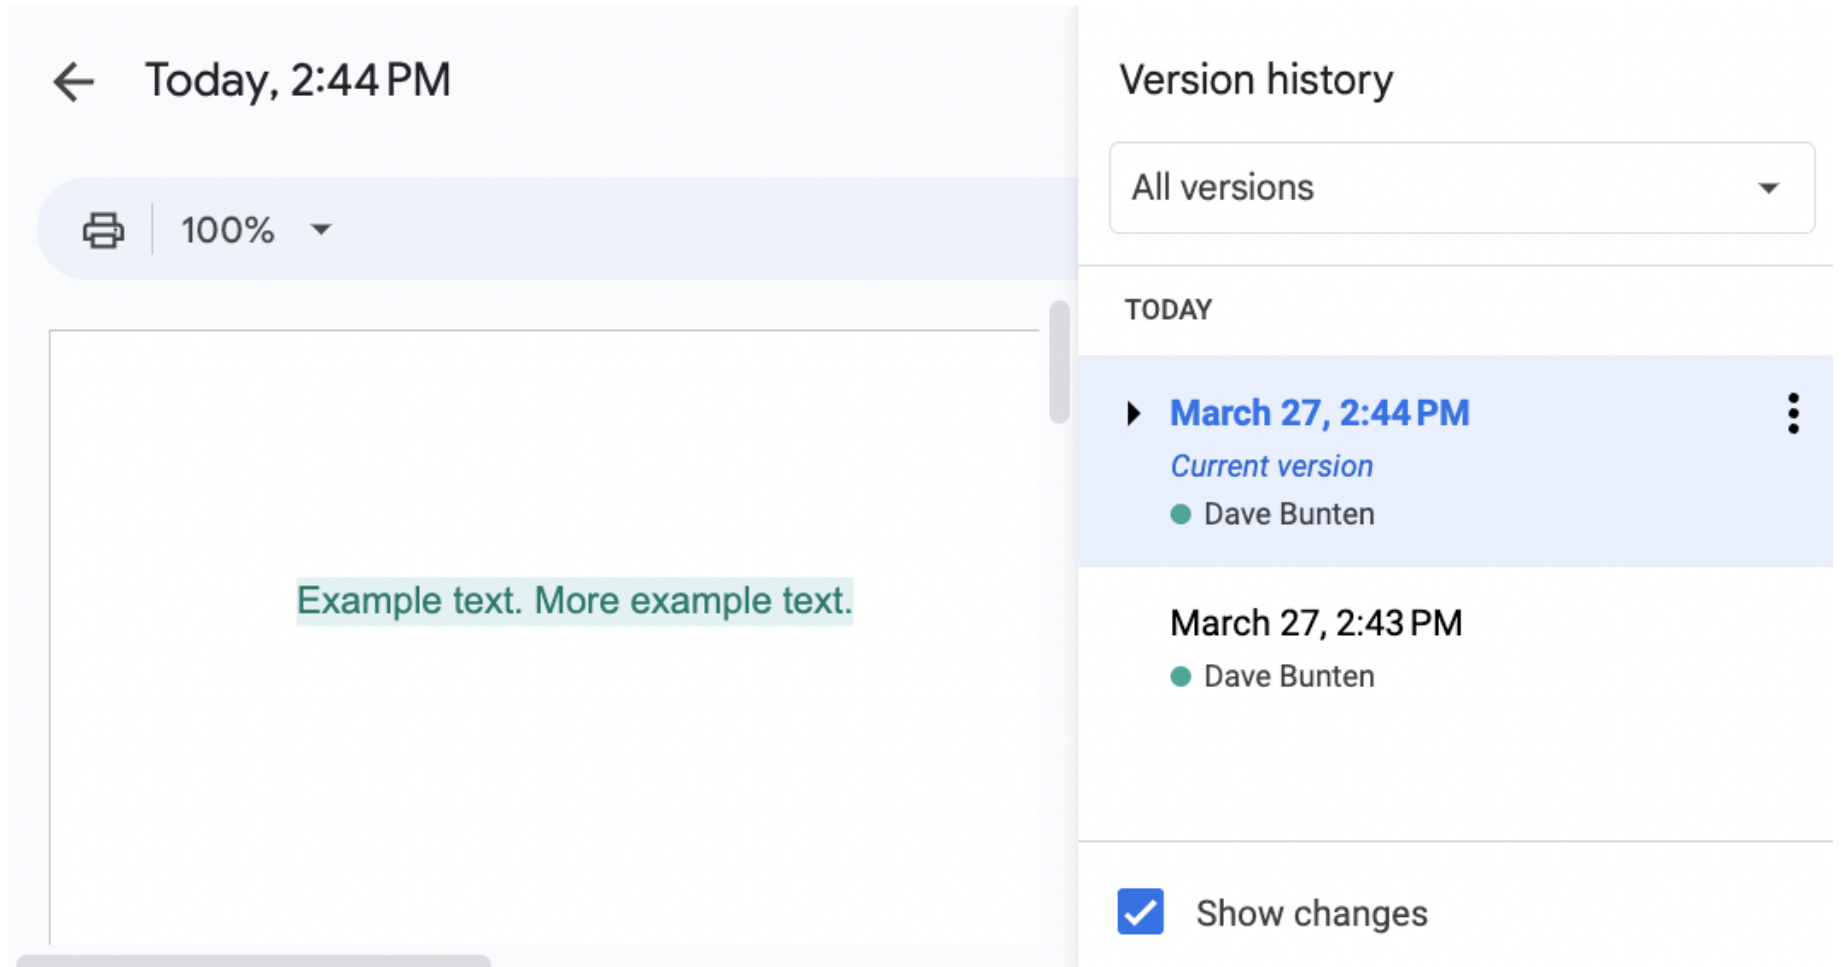 Today, 2:44 PM
100%
Example text. More example text.
Version history
All versions
TODAY
March 27, 2:44 PM
Current version
Dave Bunten
March 27, 2:43 PM
Dave Bunten
Show changes